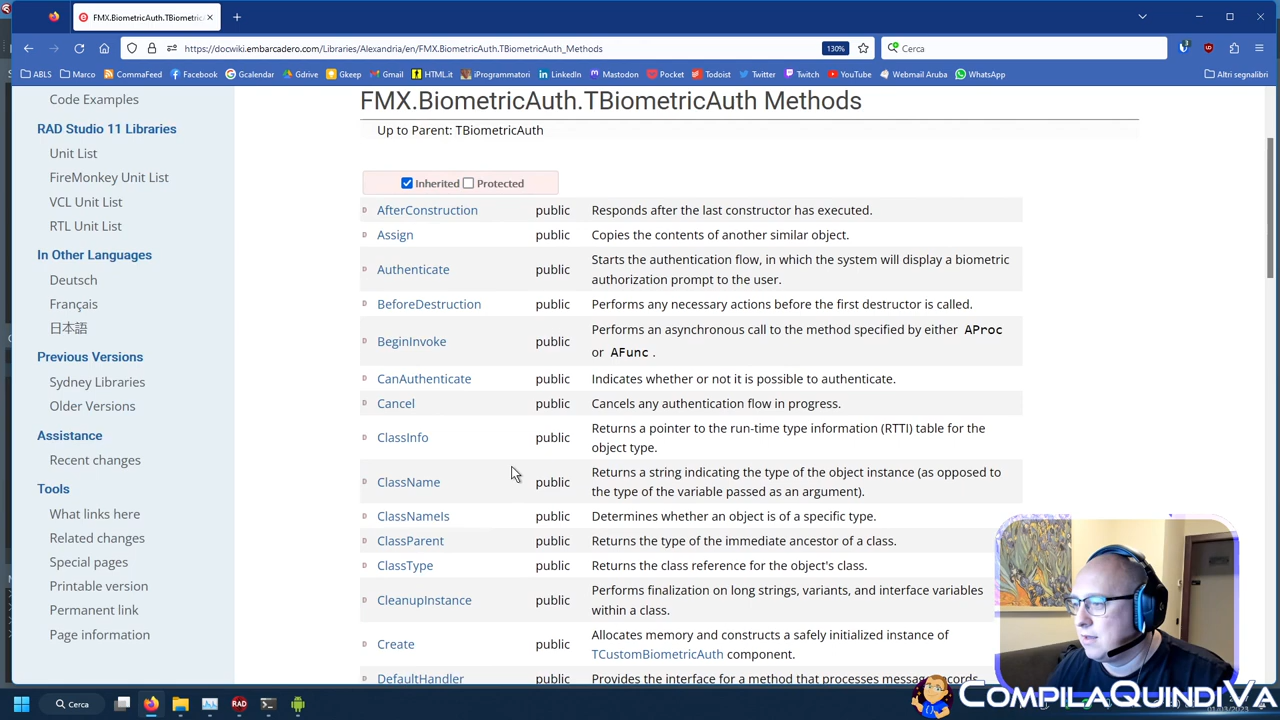 FMX.BiometricAuth.TBiometric
https://docwiki.embarcadero.com/Libraries/Alexandria/en/FMX.BiometricAuth.TBiometricAuth_Methods
130%
Cerca
ABLS
Marco
CommaFeed
Facebook
Gcalendar
Gdrive
Gkeep
Gmail
HTML.it
iProgrammatori
LinkedIn
Mastodon
Pocket
Todoist
Twitter
Twitch
YouTube
Webmail Aruba
WhatsApp
Altri segnalibri
Code Examples
RAD Studio 11 Libraries
Unit List
FireMonkey Unit List
VCL Unit List
RTL Unit List
In Other Languages
Deutsch
Français
日本語
Previous Versions
Sydney Libraries
Older Versions
Assistance
Recent changes
Tools
What links here
Related changes
Special pages
Printable version
Permanent link
Page information
FMX.BiometricAuth.TBiometricAuth Methods
Up to Parent: TBiometricAuth
Inherited Protected
AfterConstruction public Responds after the last constructor has executed.
Assign public Copies the contents of another similar object.
Authenticate public Starts the authentication flow, in which the system will display a biometric
authorization prompt to the user.
BeforeDestruction public Performs any necessary actions before the first destructor is called.
BeginInvoke public Performs an asynchronous call to the method specified by either AProc
or AFunc .
CanAuthenticate public Indicates whether or not it is possible to authenticate.
Cancel public Cancels any authentication flow in progress.
ClassInfo public Returns a pointer to the run-time type information (RTTI) table for the
object type.
ClassName public Returns a string indicating the type of the object instance (as opposed to
the type of the variable passed as an argument).
ClassNameIs public Determines whether an object is of a specific type.
ClassParent public Returns the type of the immediate ancestor of a class.
ClassType public Returns the class reference for the object's class.
CleanupInstance public Performs finalization on long strings, variants, and interface variables
within a class.
Create public Allocates memory and constructs a safely initialized instance of
TCustomBiometricAuth component.
DefaultHandler public Provides the interface for a method that processes message records.
Cerca
RAD
COMPILAQUINDIVA